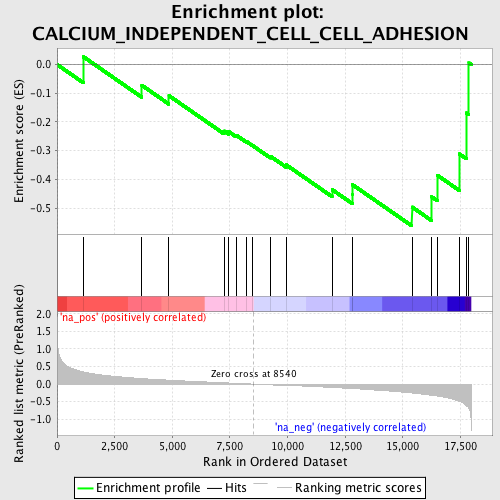 Enrichment plot:
CALCIUM_INDEPENDENT_CELL_CELL_ADHESION
Enrichment score (ES)
0.0
-0.1
-0.2
-0.3
-0.4
-0.5
'na_pos' (positively correlated)
Ranked list metric (PreRanked)
2.0
1.5
1.0
0.5
0.0
-0.5
-1.0
Zero cross at 8540
'na_neg' (negatively correlated)
0 2,500 5,000 7,500 10,000 12,500 15,000 17,500
Rank in Ordered Dataset
Enrichment profile Hits Ranking metric scores